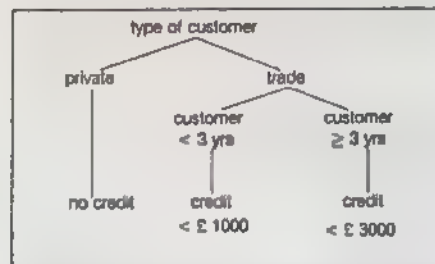 type of customer
private trade
customer customer
< 3 yrs ≥ 3 yrs
no credit credit credit
< £ 1000 < £ 3000